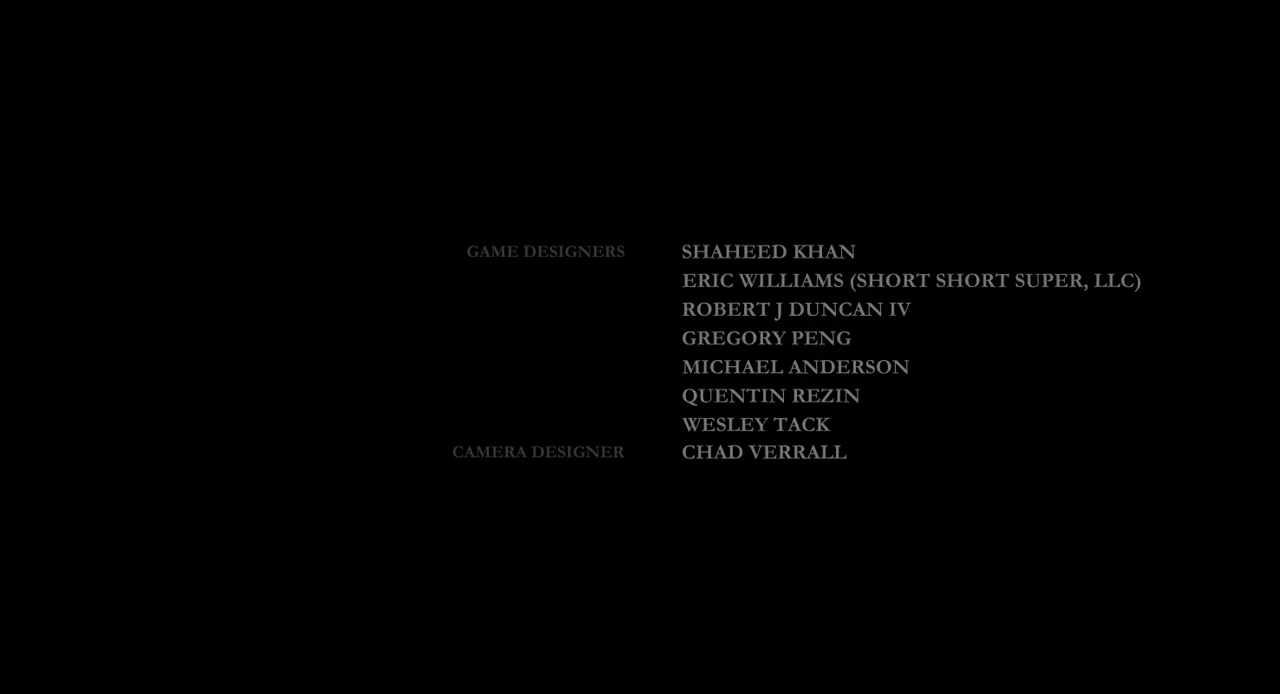 GAME DESIGNERS SHAHEED KHAN
ERIC WILLIAMS (SHORT SHORT SUPER, LLC)
ROBERT J DUNCAN IV
GREGORY PENG
MICHAEL ANDERSON
QUENTIN REZIN
WESLEY TACK
CAMERA DESIGNER CHAD VERRALL